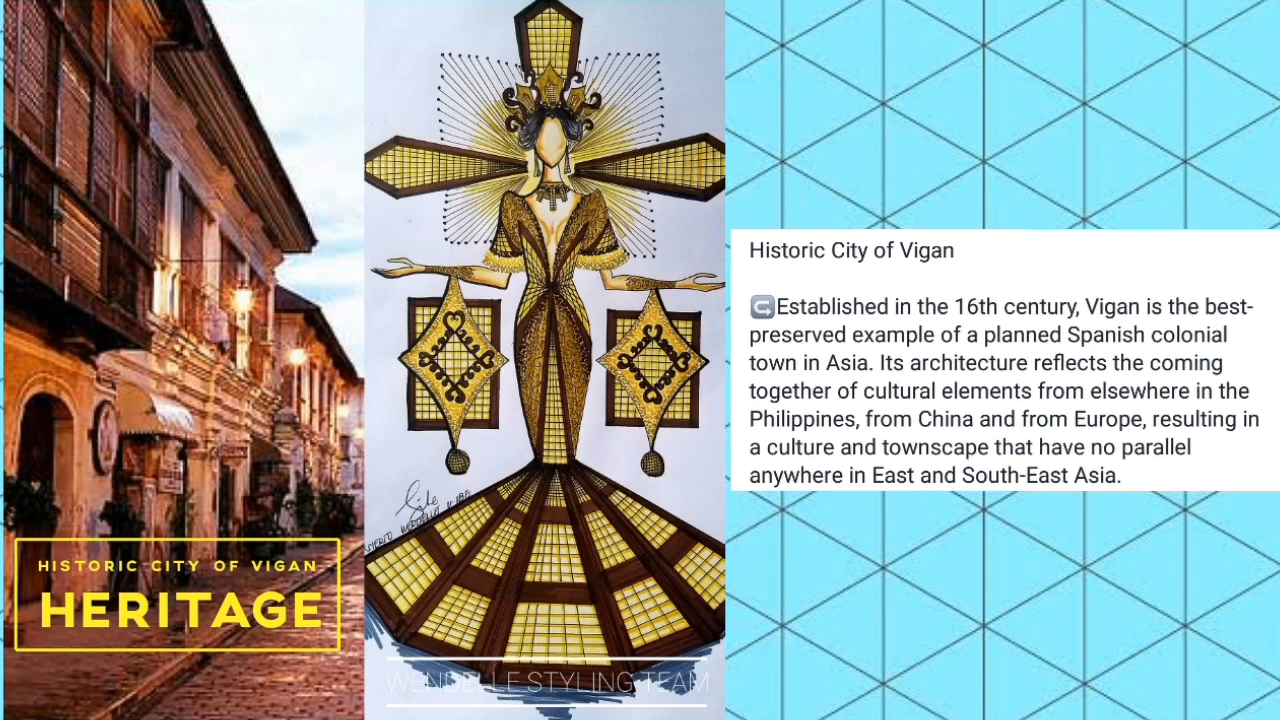 HISTORIC CITY OF VIGAN
HERITAGE
WENDELLE STYLING TEAM
Historic City of Vigan
↪Established in the 16th century, Vigan is the best-
preserved example of a planned Spanish colonial
town in Asia. Its architecture reflects the coming
together of cultural elements from elsewhere in the
Philippines, from China and from Europe, resulting in
a culture and townscape that have no parallel
anywhere in East and South-East Asia.